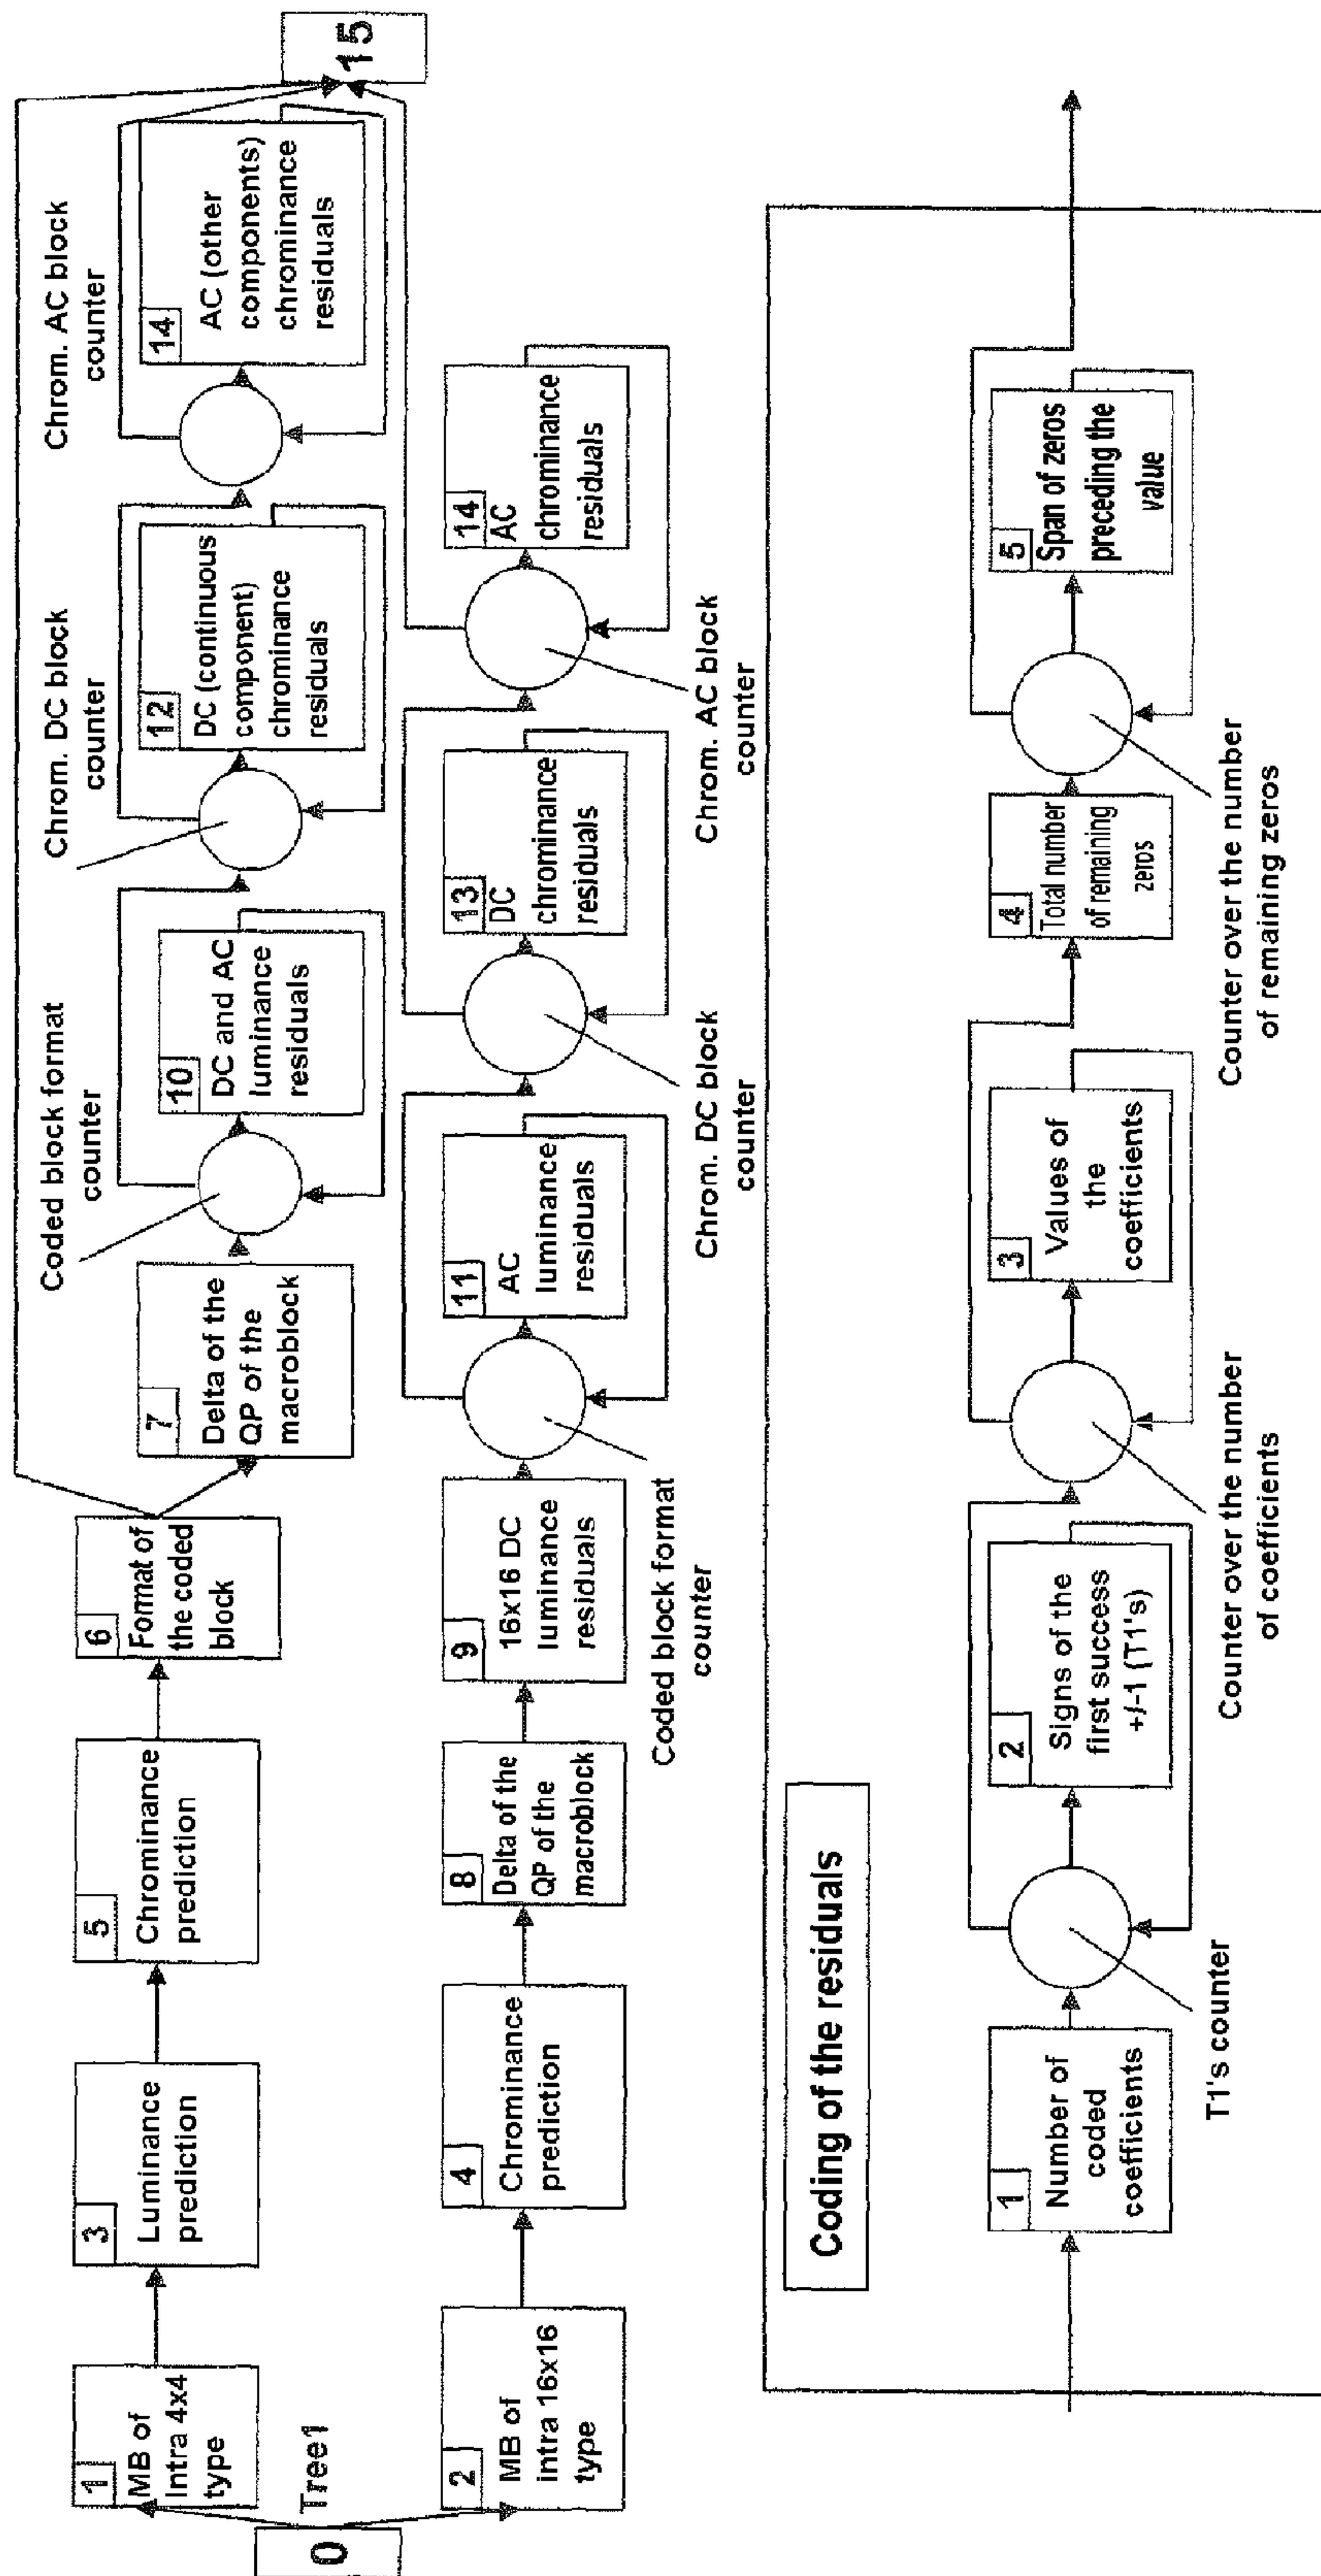 0
Tree1
1
MB of
Intra 4x4
type
3
Luminance
prediction
5
Chrominance
prediction
6
Format of
the coded
block
7
Delta of the
QP of the
macroblock
Coded block format
counter
10
DC and AC
luminance
residuals
Chrom. DC block
counter
12
DC (continuous
component)
chrominance
residuals
Chrom. AC block
counter
14
AC (other
components)
chrominance
residuals
15
2
MB of
intra 16x16
type
4
Chrominance
prediction
8
Delta of the
QP of the
macroblock
9
16x16 DC
luminance
residuals
Coded block format
counter
11
AC
luminance
residuals
Chrom. DC block
counter
13
DC
chrominance
residuals
Chrom. AC block
counter
14
AC
chrominance
residuals
Coding of the residuals
1
Number of
coded
coefficients
T1's counter
2
Signs of the
first success
+/-1 (T1's)
Counter over the number
of coefficients
3
Values of
the
coefficients
4
Total number
of remaining
zeros
Counter over the number
of remaining zeros
5
Span of zeros
preceding the
value